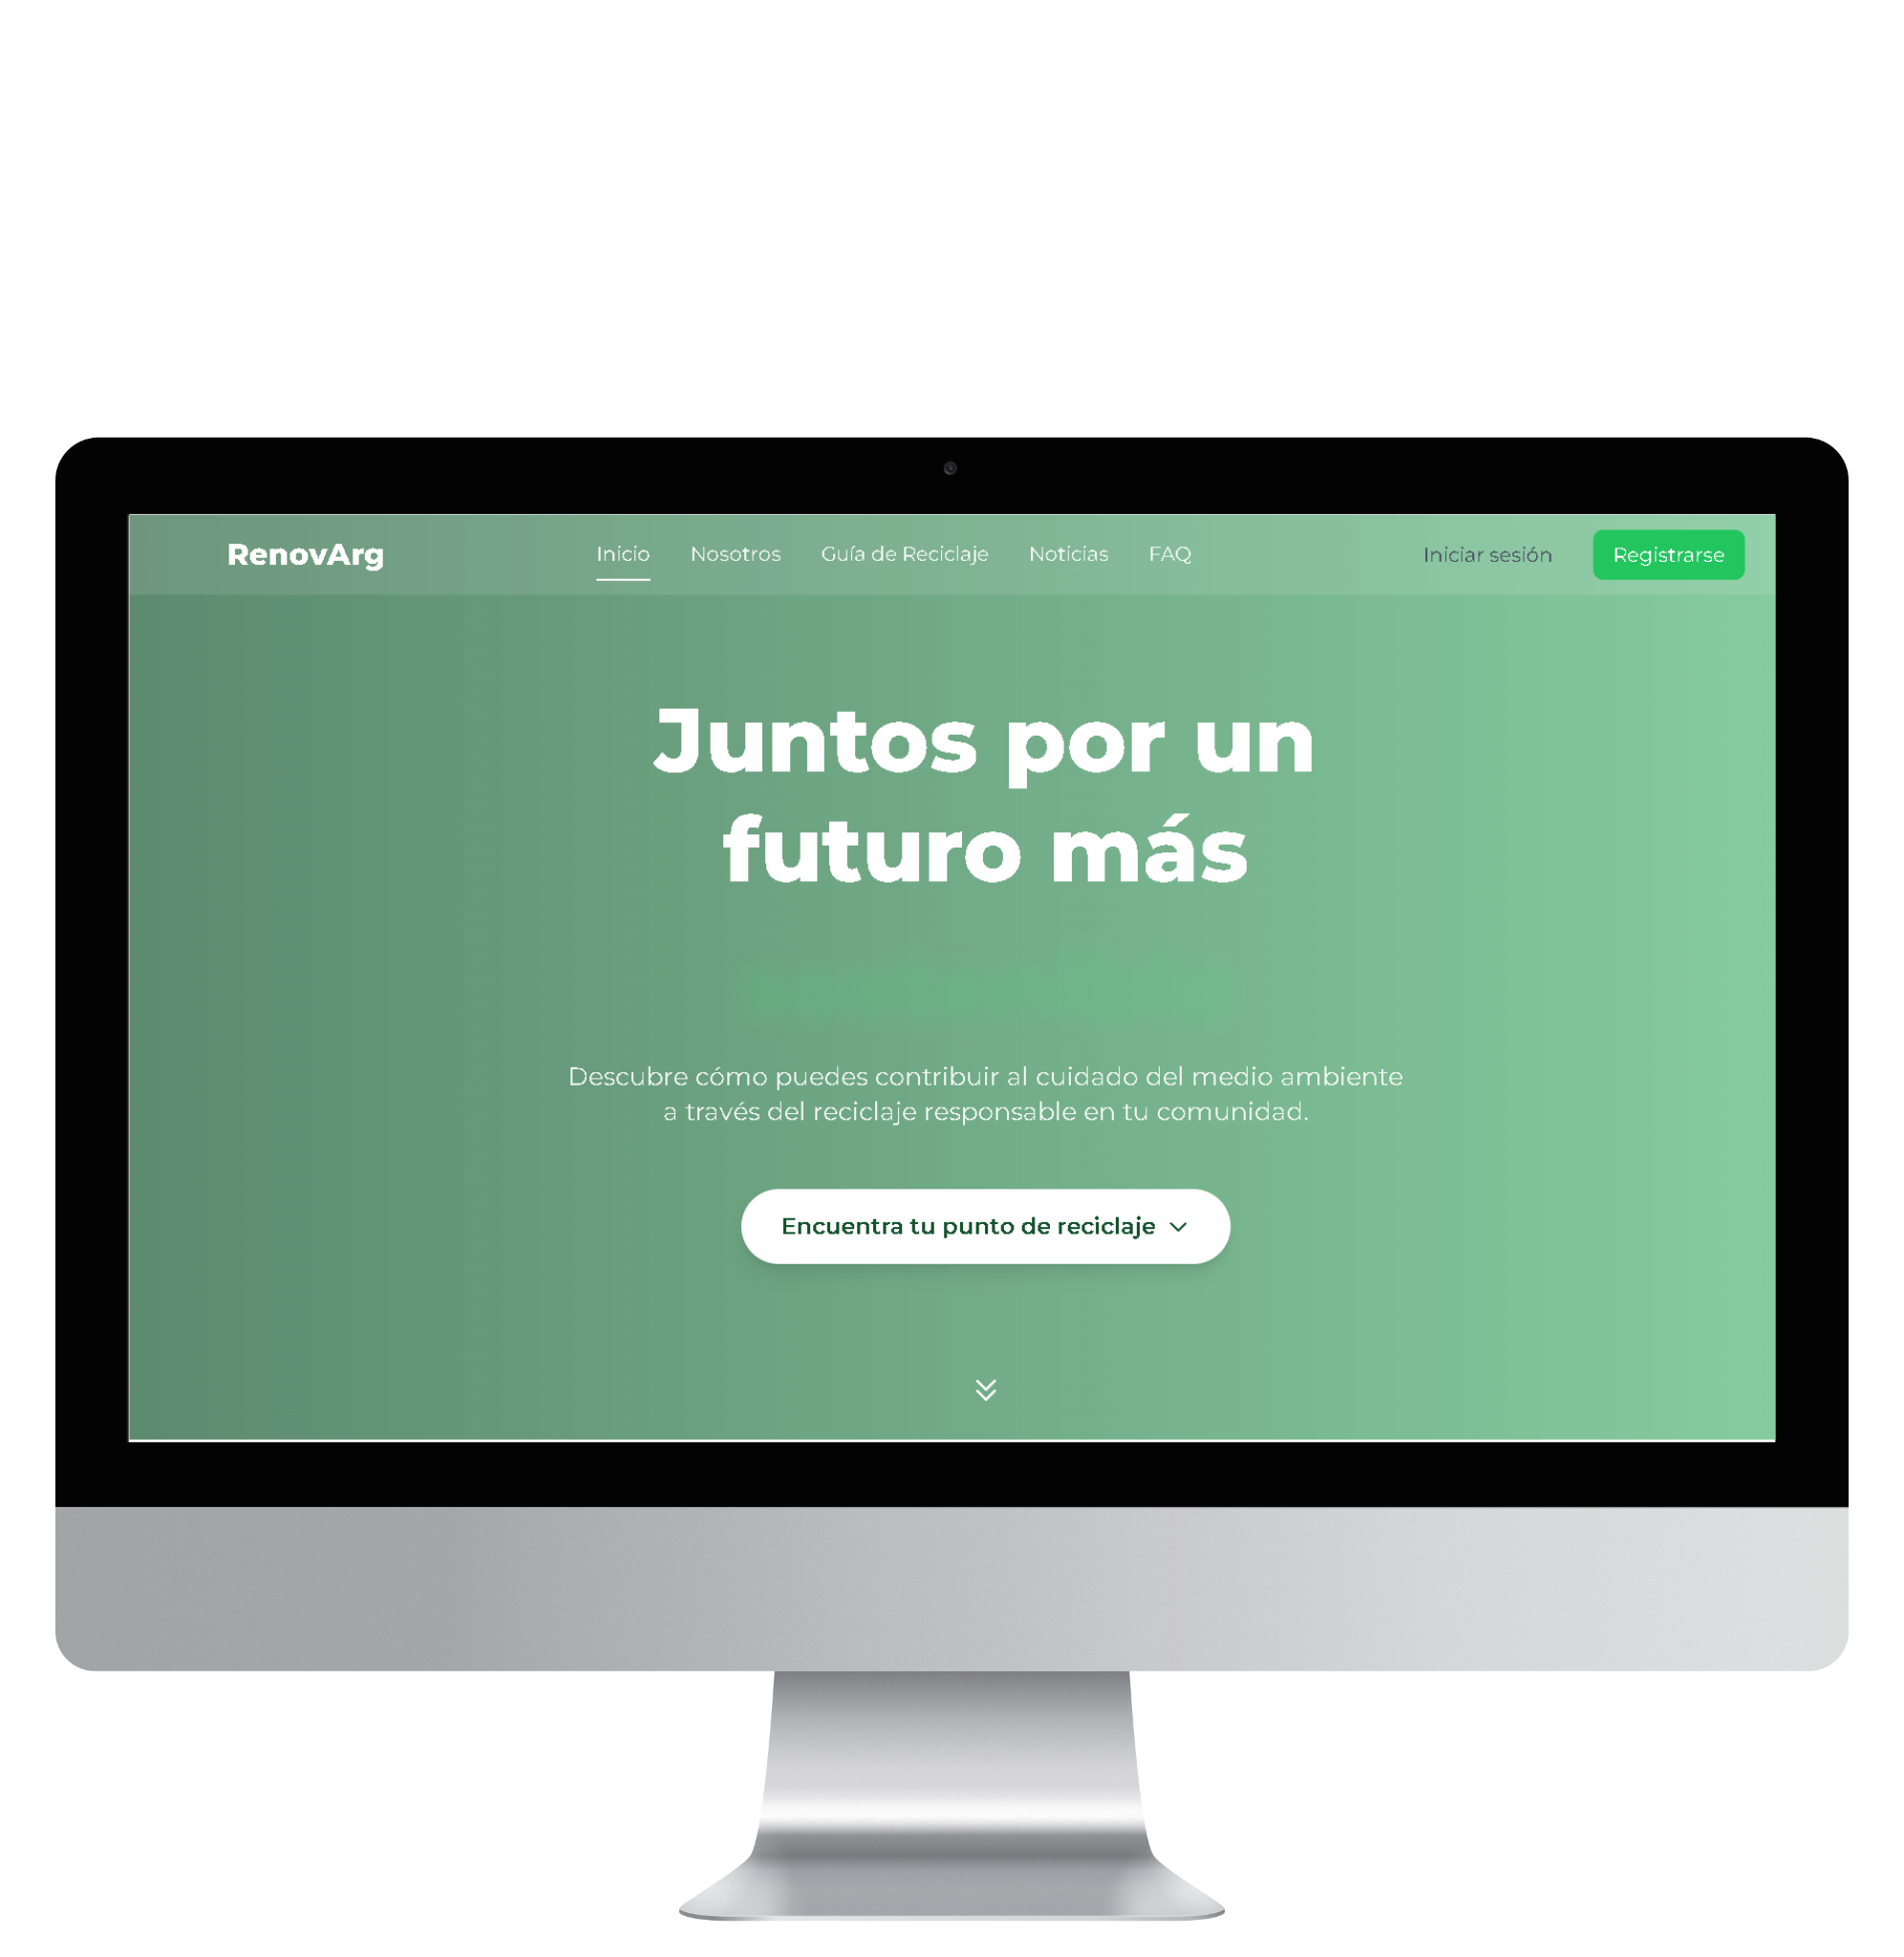 RenovArg
Inicio Nosotros Guía de Reciclaje Noticias FAQ
Iniciar sesión Registrarse
Juntos por un
futuro más
Descubre cómo puedes contribuir al cuidado del medio ambiente
a través del reciclaje responsable en tu comunidad.
Encuentra tu punto de reciclaje